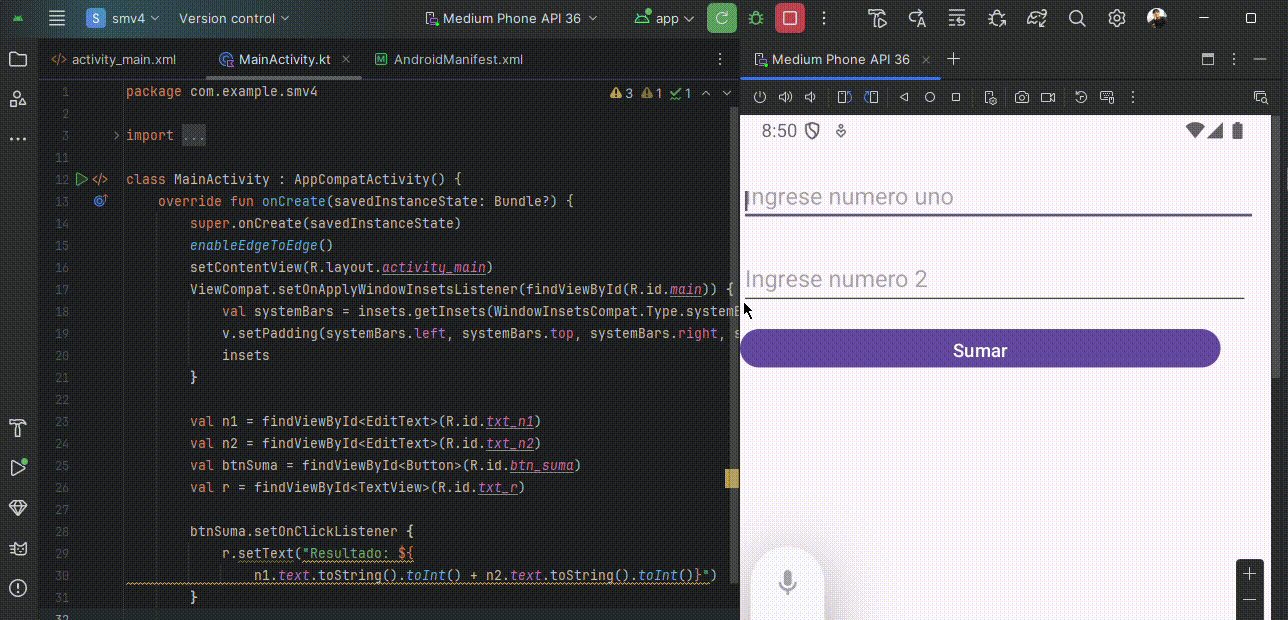 S smv4 Version control Medium Phone API 36 app
activity_main.xml MainActivity.kt AndroidManifest.xml Medium Phone API 36
1 package com.example.smv4 3 1 1
2
3 import ...
11
12 class MainActivity : AppCompatActivity() {
13 override fun onCreate(savedInstanceState: Bundle?) {
14 super.onCreate(savedInstanceState)
15 enableEdgeToEdge()
16 setContentView(R.layout.activity_main)
17 ViewCompat.setOnApplyWindowInsetsListener(findViewById(R.id.main)) {
18 val systemBars = insets.getInsets(WindowInsetsCompat.Type.systemB
19 v.setPadding(systemBars.left, systemBars.top, systemBars.right, s
20 insets
21 }
22
23 val n1 = findViewById<EditText>(R.id.txt_n1)
24 val n2 = findViewById<EditText>(R.id.txt_n2)
25 val btnSuma = findViewById<Button>(R.id.btn_suma)
26 val r = findViewById<TextView>(R.id.txt_r)
27
28 btnSuma.setOnClickListener {
29 r.setText("Resultado: ${
30 n1.text.toString().toInt() + n2.text.toString().toInt()}")
31 }
32
8:50
Ingrese numero uno
Ingrese numero 2
Sumar